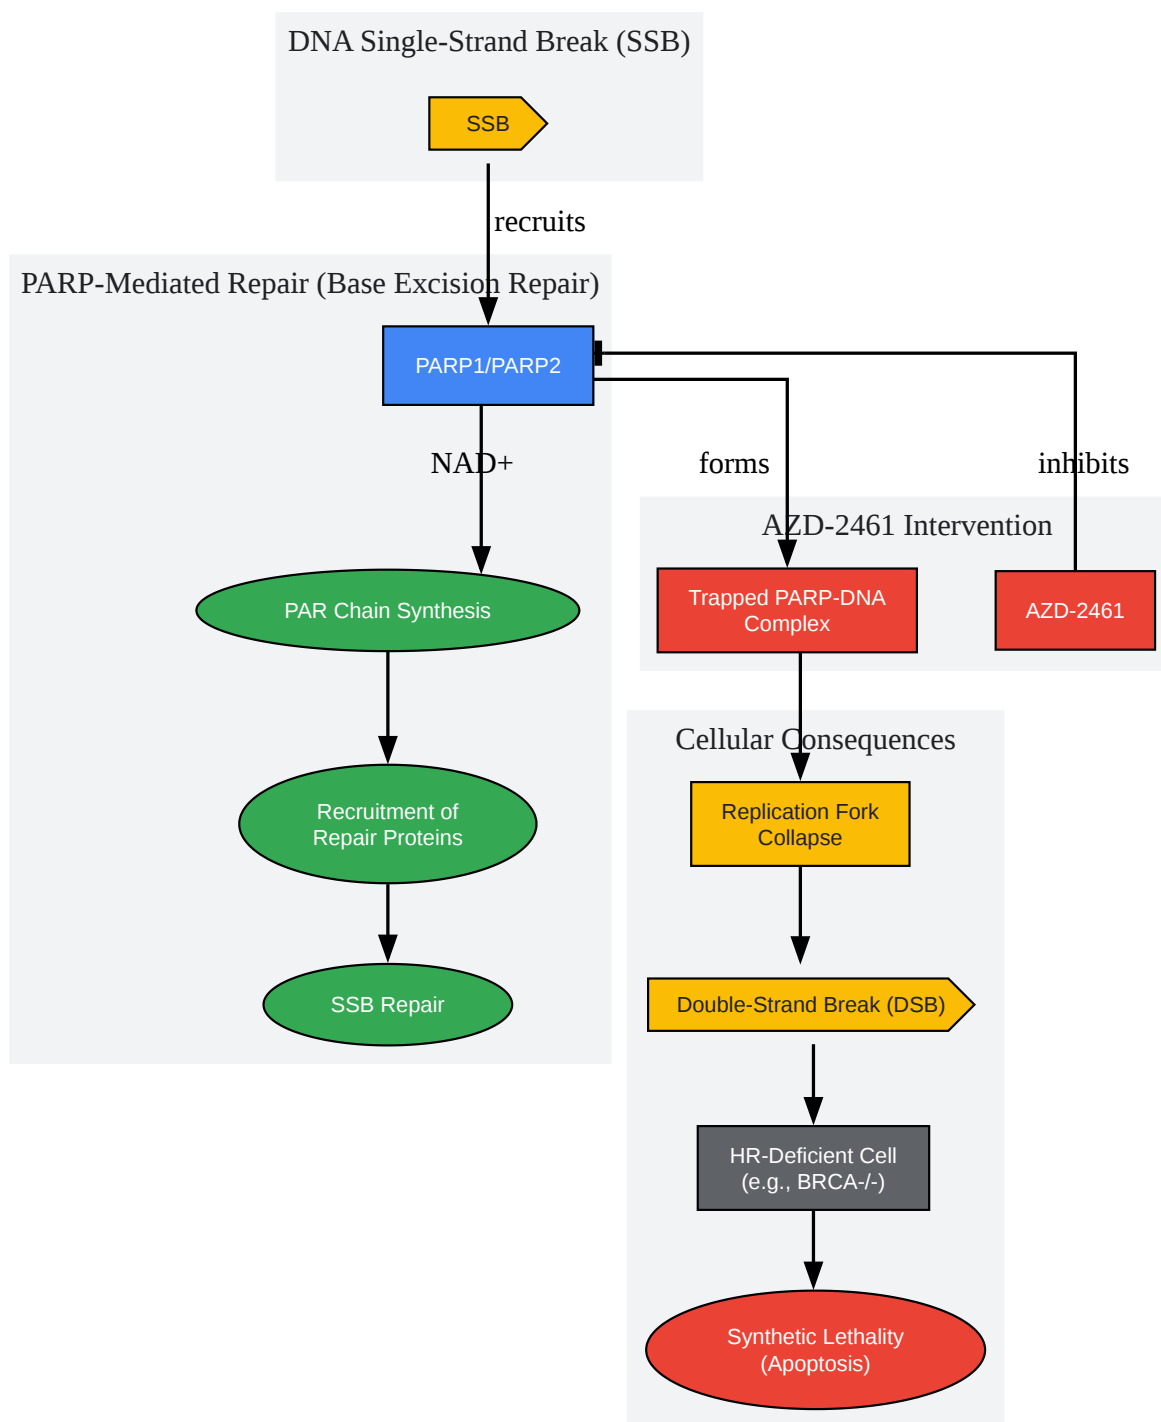 DNA Single-Strand Break (SSB)
SSB
recruits
PARP-Mediated Repair (Base Excision Repair)
PARP1/PARP2
NAD+
forms
inhibits
AZD-2461 Intervention
PAR Chain Synthesis
Trapped PARP-DNA
Complex
AZD-2461
Cellular Consequences
Recruitment of
Repair Proteins
Replication Fork
Collapse
SSB Repair
Double-Strand Break (DSB)
HR-Deficient Cell
(e.g., BRCA-/-)
Synthetic Lethality
(Apoptosis)